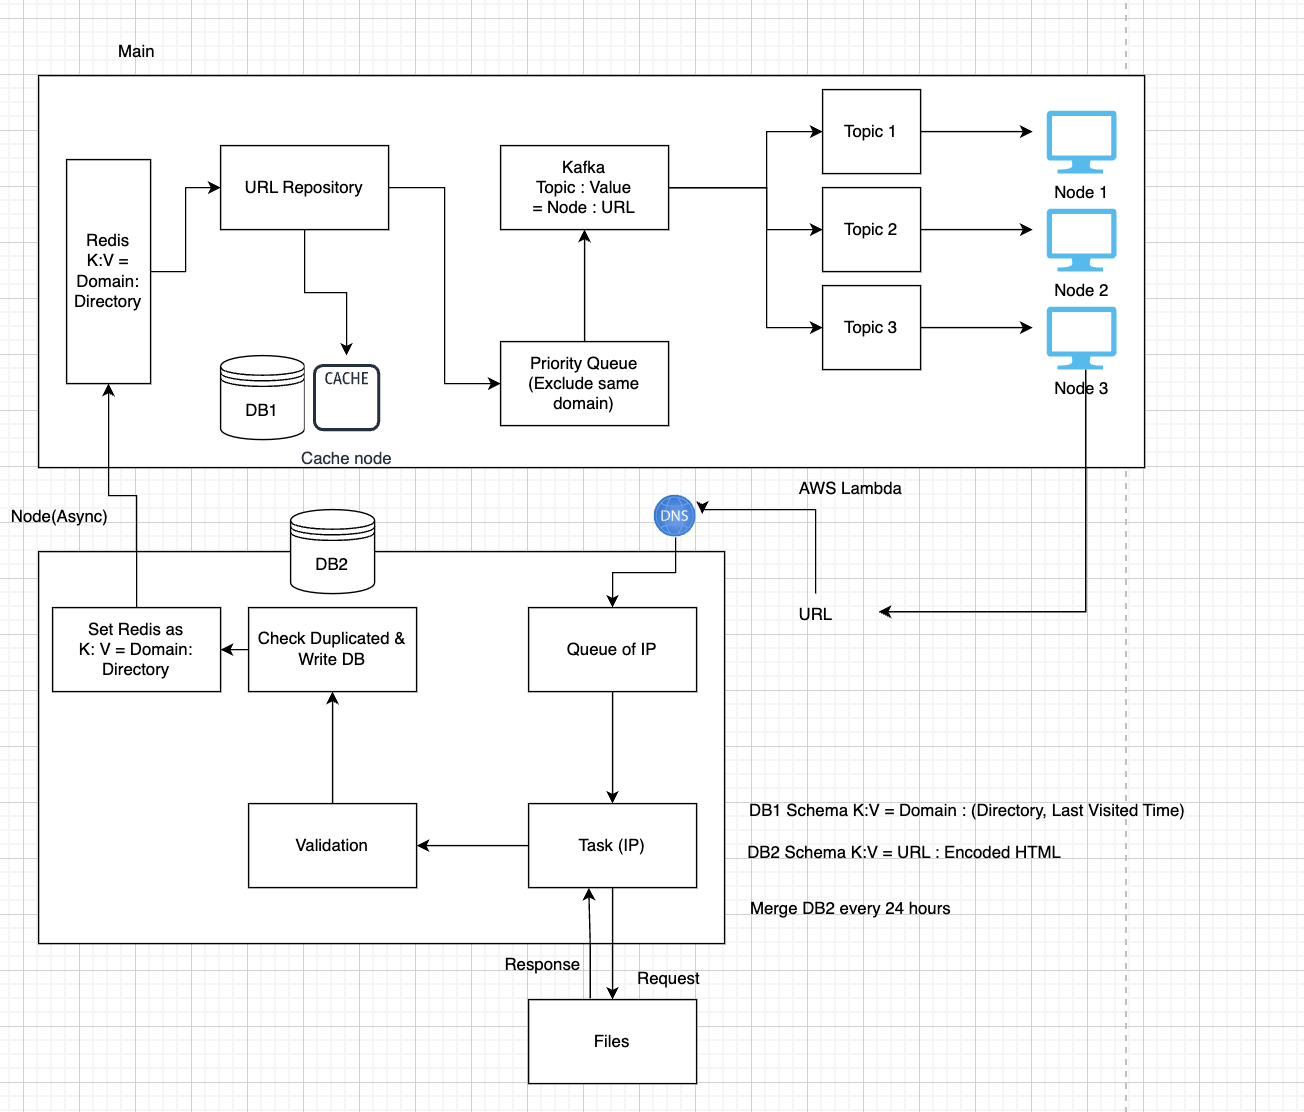 Main
Redis
K:V =
Domain:
Directory
URL Repository
DB1
CACHE
Cache node
Kafka
Topic : Value
= Node : URL
Priority Queue
(Exclude same
domain)
Topic 1
Topic 2
Topic 3
Node 1
Node 2
Node 3
Node(Async)
DB2
DNS
AWS Lambda
URL
Set Redis as
K: V = Domain:
Directory
Check Duplicated &
Write DB
Queue of IP
Validation
Task (IP)
DB1 Schema K:V = Domain : (Directory, Last Visited Time)
DB2 Schema K:V = URL : Encoded HTML
Merge DB2 every 24 hours
Response
Request
Files